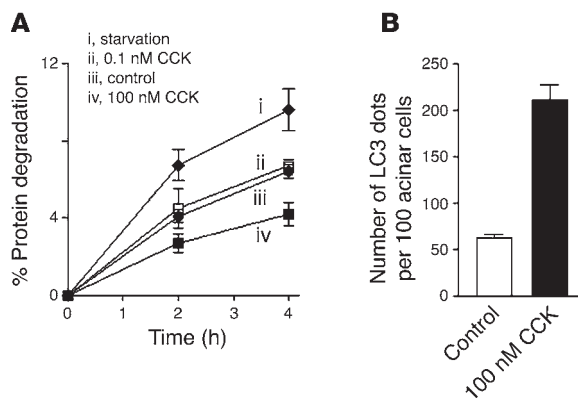 A
i, starvation
ii, 0.1 nM CCK
iii, control
iv, 100 nM CCK
% Protein degradation
12
4
0
i
ii
iii
iv
0
1
2
3
4
Time (h)
B
Number of LC3 dots
per 100 acinar cells
250
200
150
100
50
0
Control
100 nM CCK